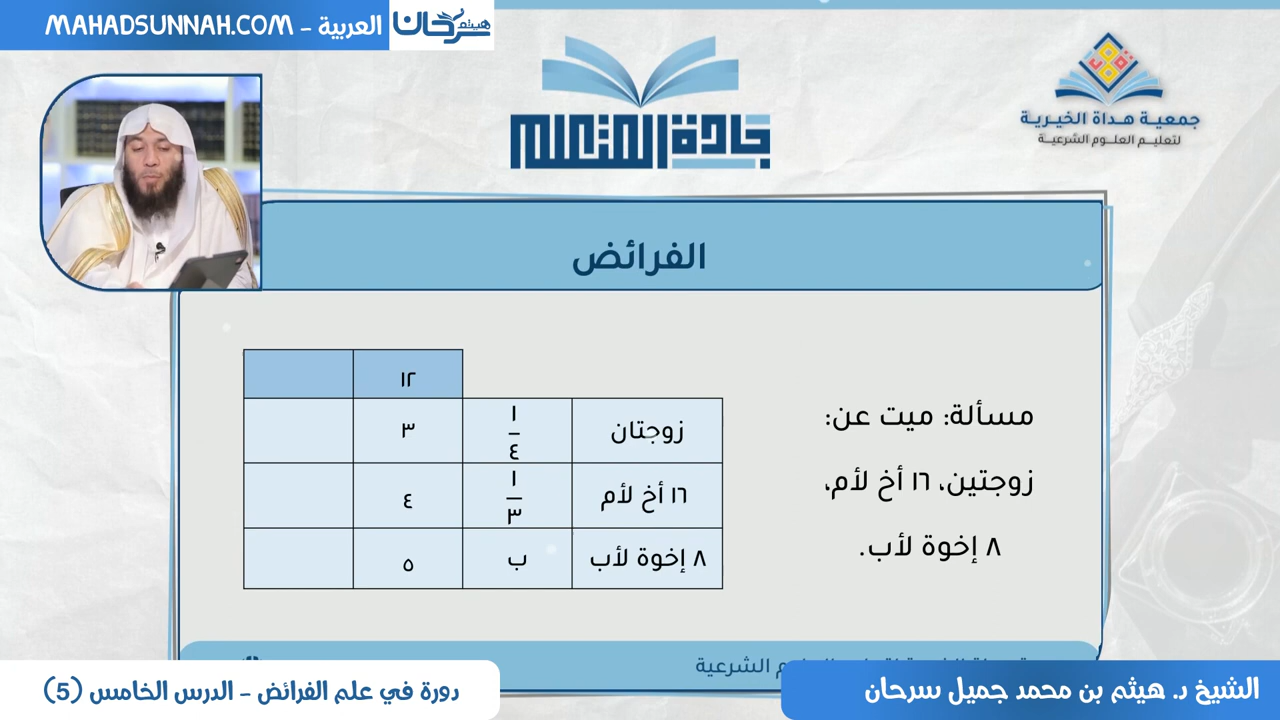 العربية - MAHADSUNNAH.COM
هيثم سرحان
جادة المتعلم
جمعية هداة الخيرية
لتعليم العلوم الشرعية
الفرائض
مسألة: ميت عن:
زوجتين، ١٦ أخ لأم،
٨ إخوة لأب.
١٢
زوجتان ١/٤ ٣
١٦ أخ لأم ١/٣ ٤
٨ إخوة لأب ب ٥
الشرعية
الشيخ د. هيثم بن محمد جميل سرحان
دورة في علم الفرائض - الدرس الخامس (5)